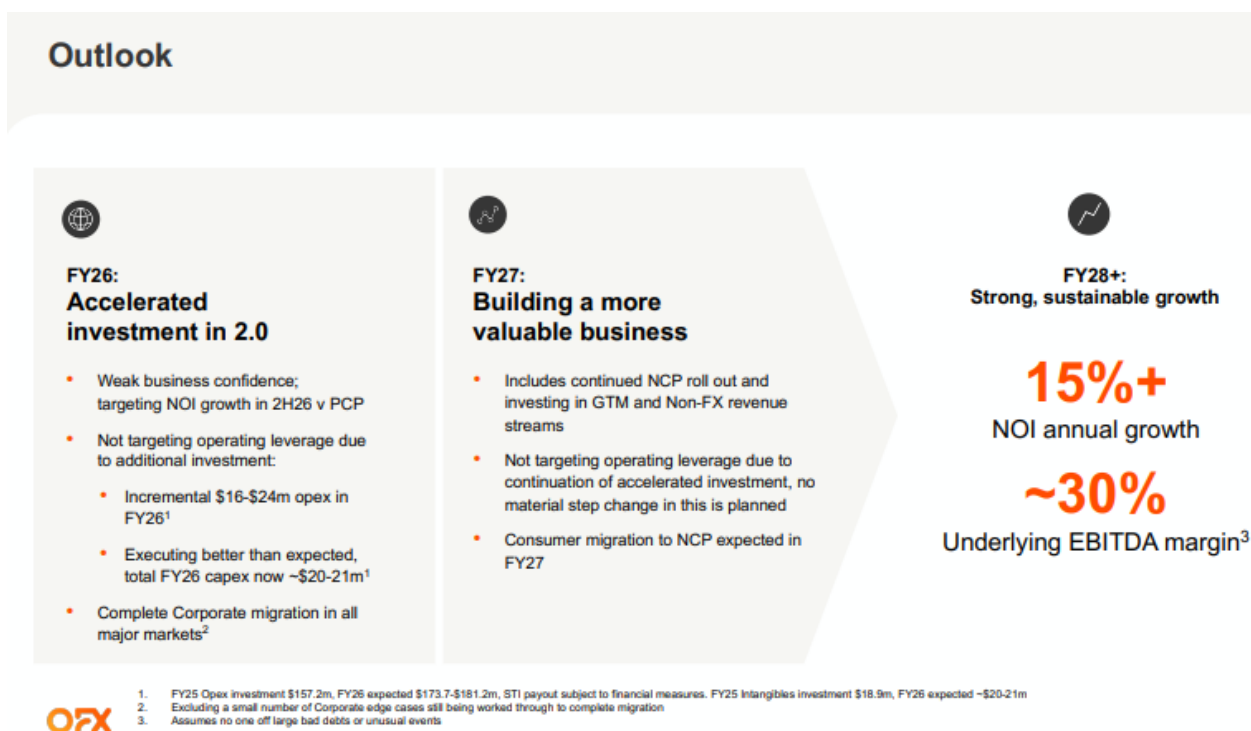 Outlook
FY26:
Accelerated
investment in 2.0
• Weak business confidence;
targeting NOI growth in 2H26 v PCP
• Not targeting operating leverage due
to additional investment:
• Incremental $16-$24m opex in
FY26¹
• Executing better than expected,
total FY26 capex now ~$20-21m¹
• Complete Corporate migration in all
major markets²
FY27:
Building a more
valuable business
• Includes continued NCP roll out and
investing in GTM and Non-FX revenue
streams
• Not targeting operating leverage due to
continuation of accelerated investment, no
material step change in this is planned
• Consumer migration to NCP expected in
FY27
FY28+:
Strong, sustainable growth
15%+
NOI annual growth
~30%
Underlying EBITDA margin³
OFX
1. FY25 Opex investment $157.2m, FY26 expected $173.7-$181.2m, STI payout subject to financial measures. FY25 Intangibles investment $18.9m, FY26 expected ~$20-21m
2. Excluding a small number of Corporate edge cases still being worked through to complete migration
3. Assumes no one off large bad debts or unusual events